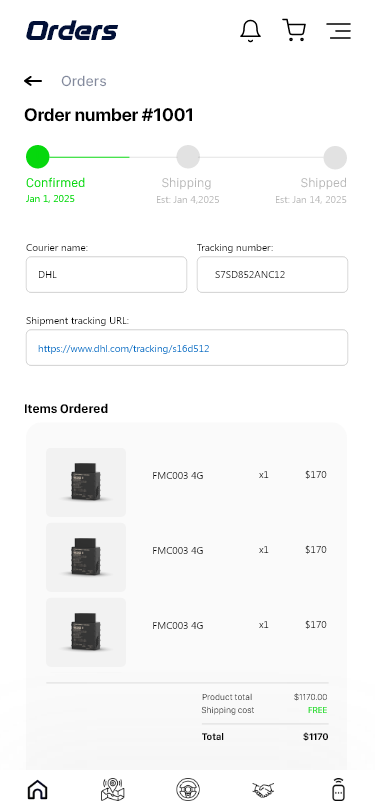 Orders
Orders
Order number #1001
Confirmed Shipping Shipped
Jan 1, 2025 Est: Jan 4,2025 Est: Jan 14, 2025
Courier name: Tracking number:
DHL S7SD852ANC12
Shipment tracking URL:
https://www.dhl.com/tracking/s16d512
Items Ordered
FMC003 4G x1 $170
FMC003 4G x1 $170
FMC003 4G x1 $170
Product total $1170.00
Shipping cost FREE
Total $1170